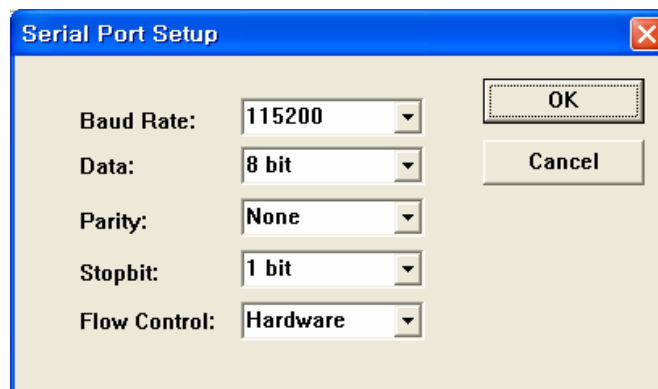 Serial Port Setup
Baud Rate: 115200
OK
Data: 8 bit
Cancel
Parity: None
Stopbit: 1 bit
Flow Control: Hardware